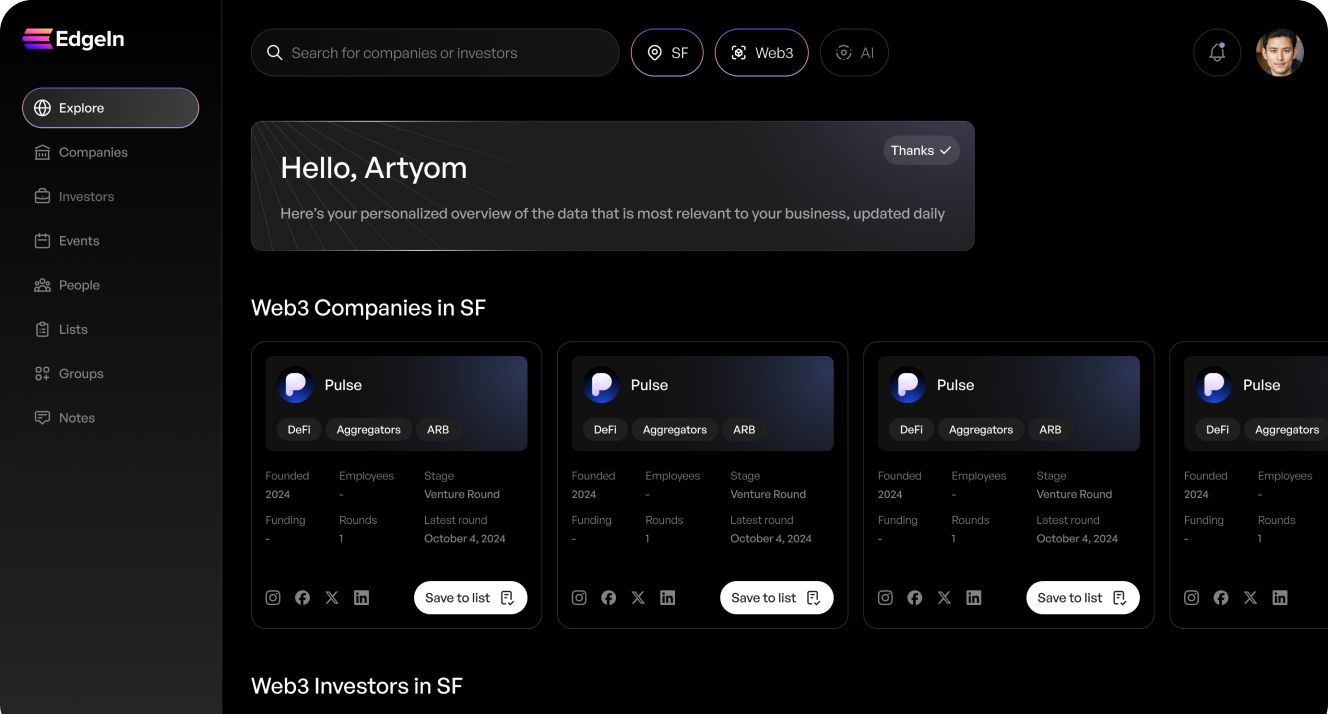 EdgeIn
Search for companies or investors
SF
Web3
AI
Explore
Companies
Investors
Events
People
Lists
Groups
Notes
Hello, Artyom
Thanks
Here’s your personalized overview of the data that is most relevant to your business, updated daily
Web3 Companies in SF
Pulse
DeFi Aggregators ARB
Founded Employees Stage
2024 - Venture Round
Funding Rounds Latest round
- 1 October 4, 2024
Save to list
Pulse
DeFi Aggregators ARB
Founded Employees Stage
2024 - Venture Round
Funding Rounds Latest round
- 1 October 4, 2024
Save to list
Pulse
DeFi Aggregators ARB
Founded Employees Stage
2024 - Venture Round
Funding Rounds Latest round
- 1 October 4, 2024
Save to list
Pulse
DeFi Aggregators
Founded Employees
2024 -
Funding Rounds
- 1
Web3 Investors in SF